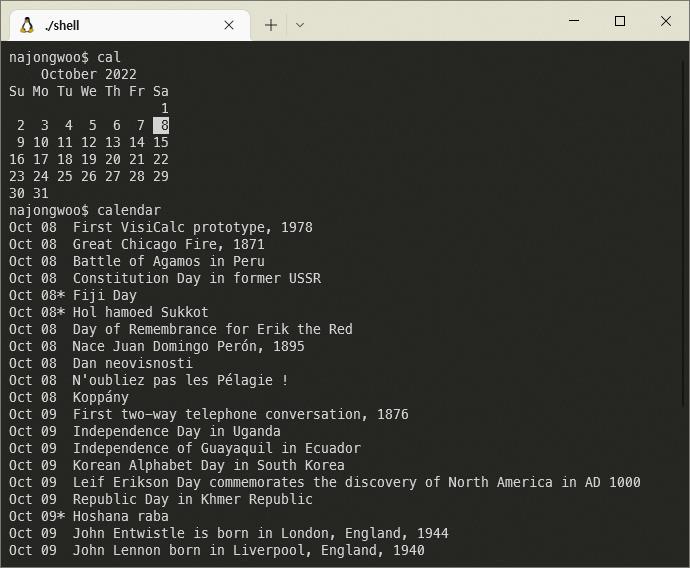 ./shell
najongwoo$ cal
    October 2022
Su Mo Tu We Th Fr Sa
                   1
 2  3  4  5  6  7  8
 9 10 11 12 13 14 15
16 17 18 19 20 21 22
23 24 25 26 27 28 29
30 31
najongwoo$ calendar
Oct 08  First VisiCalc prototype, 1978
Oct 08  Great Chicago Fire, 1871
Oct 08  Battle of Agamos in Peru
Oct 08  Constitution Day in former USSR
Oct 08* Fiji Day
Oct 08* Hol hamoed Sukkot
Oct 08  Day of Remembrance for Erik the Red
Oct 08  Nace Juan Domingo Perón, 1895
Oct 08  Dan neovisnosti
Oct 08  N'oubliez pas les Pélagie !
Oct 08  Koppány
Oct 09  First two-way telephone conversation, 1876
Oct 09  Independence Day in Uganda
Oct 09  Independence of Guayaquil in Ecuador
Oct 09  Korean Alphabet Day in South Korea
Oct 09  Leif Erikson Day commemorates the discovery of North America in AD 1000
Oct 09  Republic Day in Khmer Republic
Oct 09* Hoshana raba
Oct 09  John Entwistle is born in London, England, 1944
Oct 09  John Lennon born in Liverpool, England, 1940